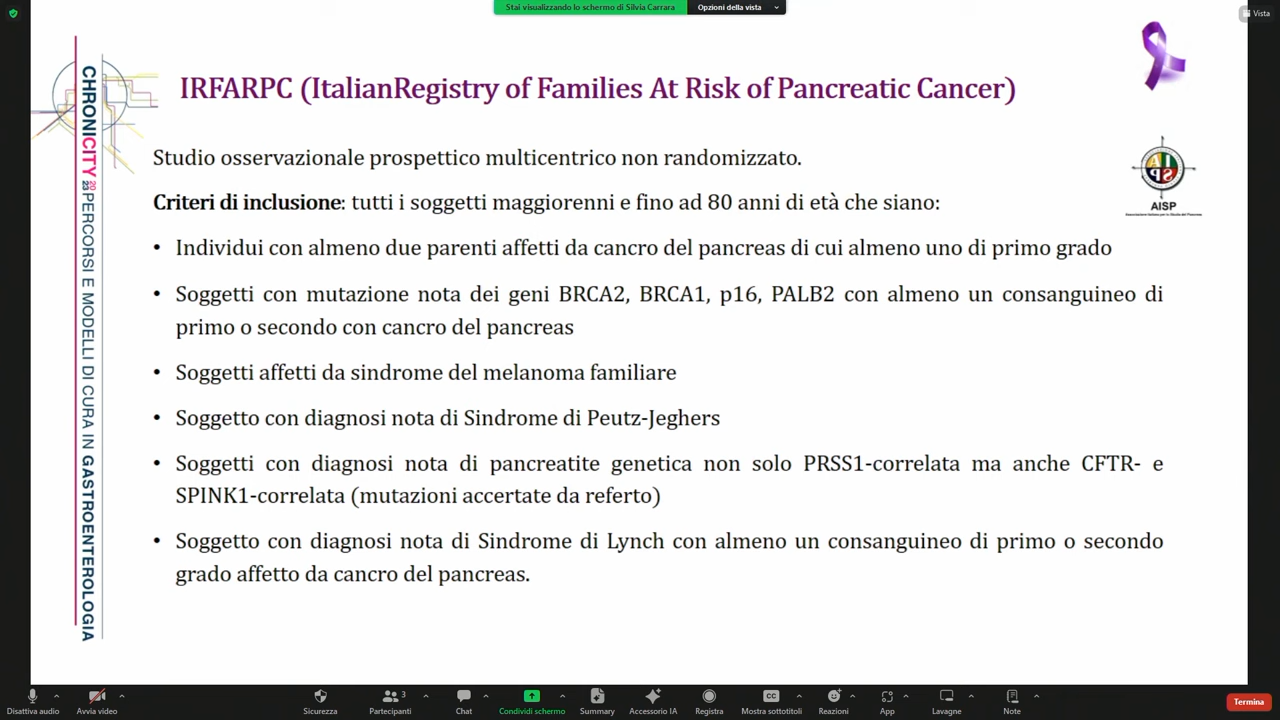 Stai visualizzando lo schermo di Silvia Carrara
Opzioni della vista
Vista
IRFARPC (ItalianRegistry of Families At Risk of Pancreatic Cancer)
CHRONICITY 2023 PERCORSI E MODELLI DI CURA IN GASTROENTEROLOGIA
AISP
Studio osservazionale prospettico multicentrico non randomizzato.
Criteri di inclusione: tutti i soggetti maggiorenni e fino ad 80 anni di età che siano:
• Individui con almeno due parenti affetti da cancro del pancreas di cui almeno uno di primo grado
• Soggetti con mutazione nota dei geni BRCA2, BRCA1, p16, PALB2 con almeno un consanguineo di
primo o secondo con cancro del pancreas
• Soggetti affetti da sindrome del melanoma familiare
• Soggetto con diagnosi nota di Sindrome di Peutz-Jeghers
• Soggetti con diagnosi nota di pancreatite genetica non solo PRSS1-correlata ma anche CFTR- e
SPINK1-correlata (mutazioni accertate da referto)
• Soggetto con diagnosi nota di Sindrome di Lynch con almeno un consanguineo di primo o secondo
grado affetto da cancro del pancreas.
Disattiva audio
Avvia video
Sicurezza
3
Partecipanti
Chat
Condividi schermo
Summary
Accessorio IA
Registra
CC
Mostra sottotitoli
Reazioni
App
Lavagne
Note
Termina